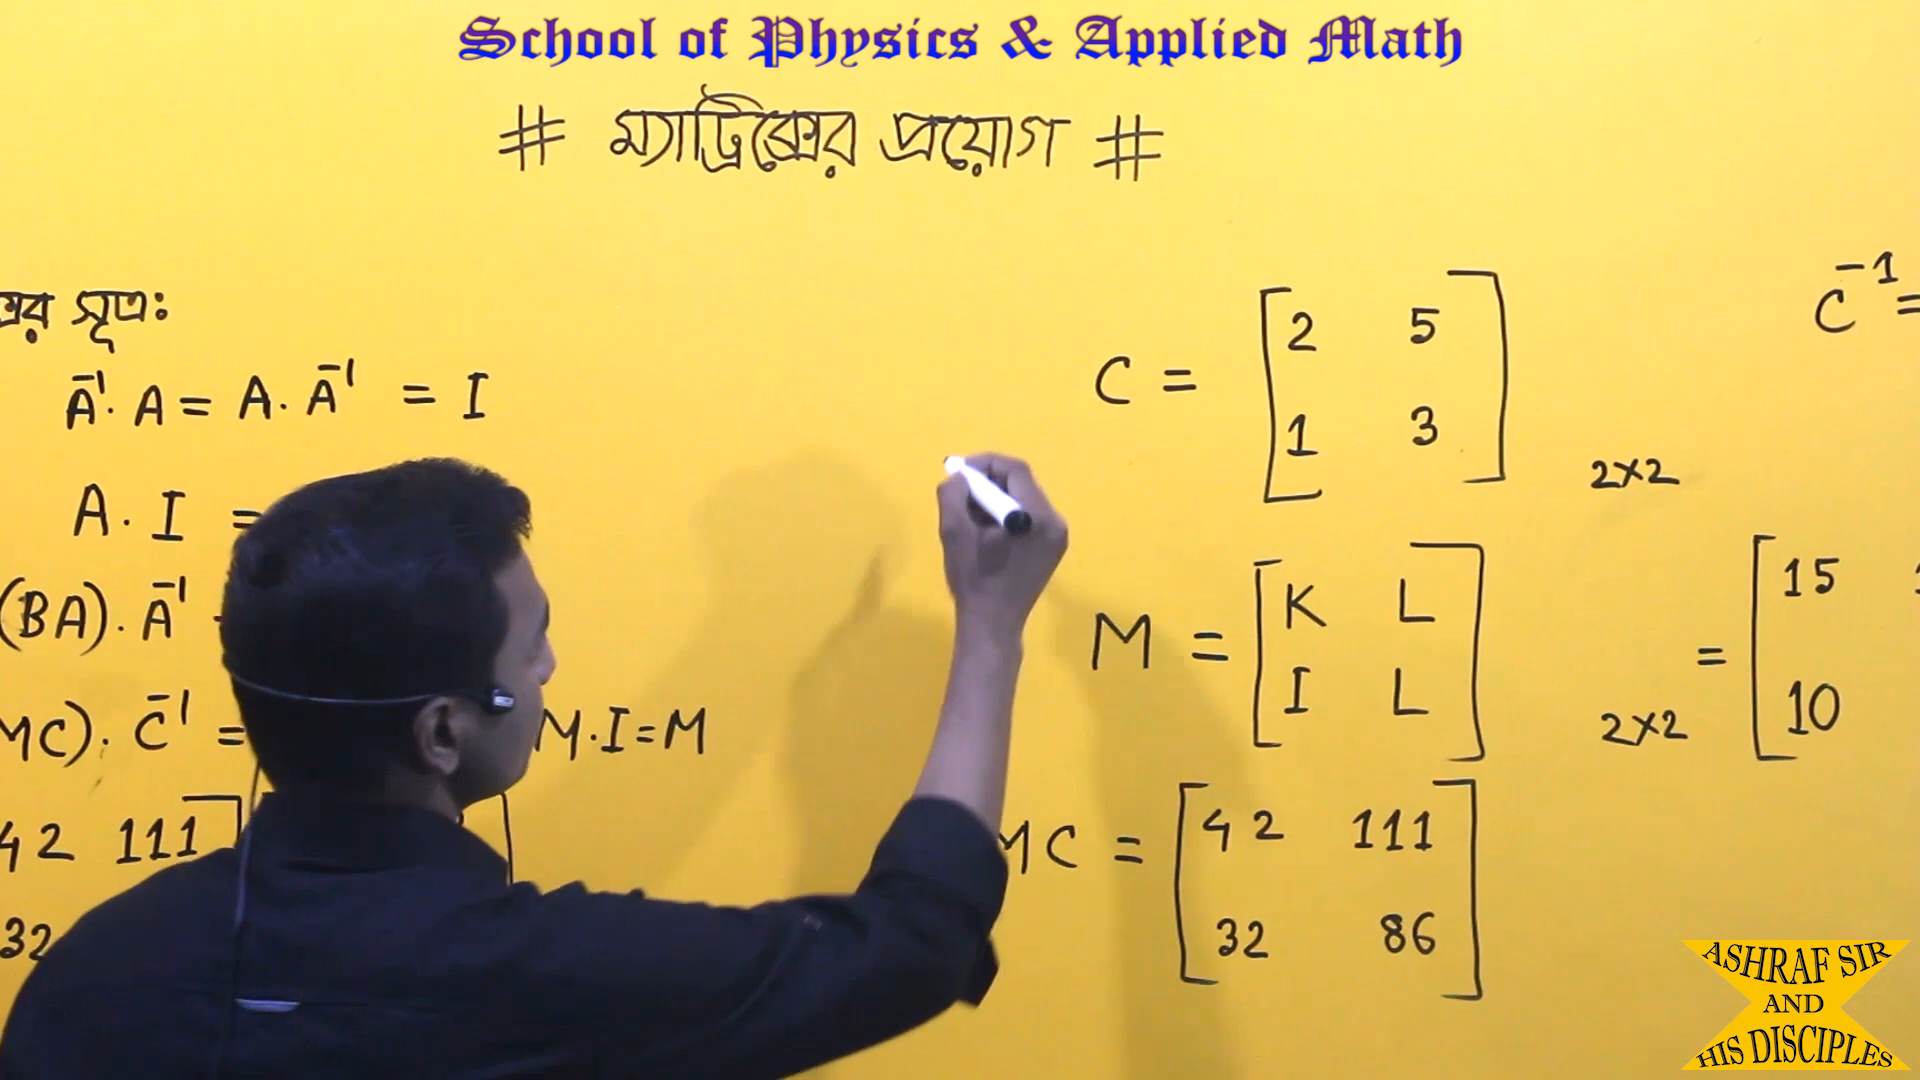 School of Physics & Applied Math
# ম্যাট্রিক্সের প্রয়োগ #
সূত্রঃ
A⁻¹. A = A. A⁻¹ = I
A. I =
(BA). A⁻¹
MC). C⁻¹ = M.I=M
42 111
32
C = [2 5
1 3] 2×2
M = [K L
I L] 2×2
MC = [42 111
32 86]
C⁻¹ =
= [15
10
ASHRAF SIR
AND
HIS DISCIPLES